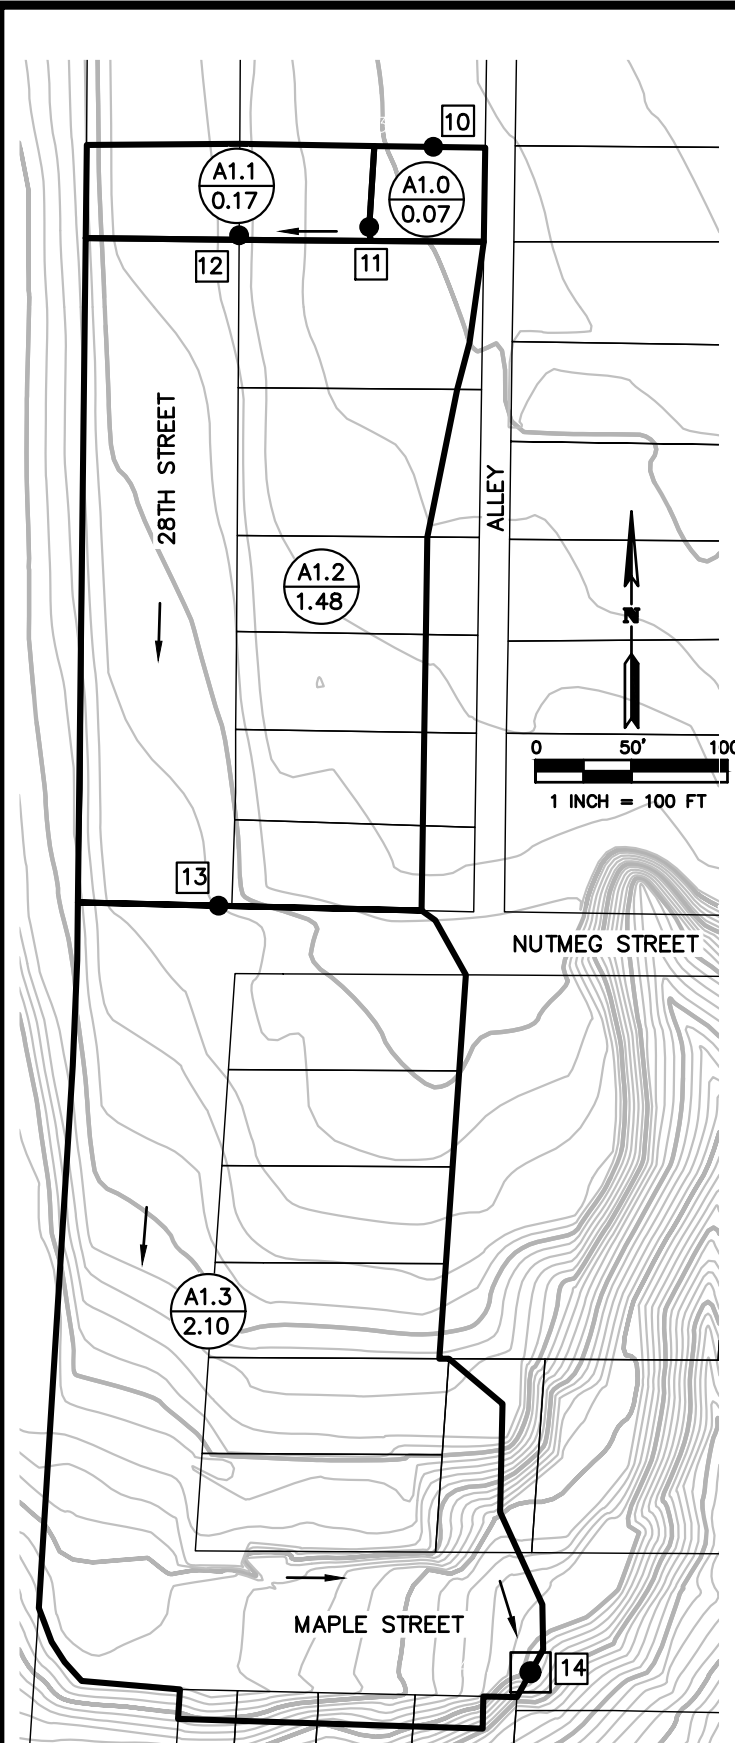 10
A1.1
0.17
A1.0
0.07
12
11
28TH STREET
ALLEY
A1.2
1.48
N
0 50' 100
1 INCH = 100 FT
13
NUTMEG STREET
A1.3
2.10
MAPLE STREET
14